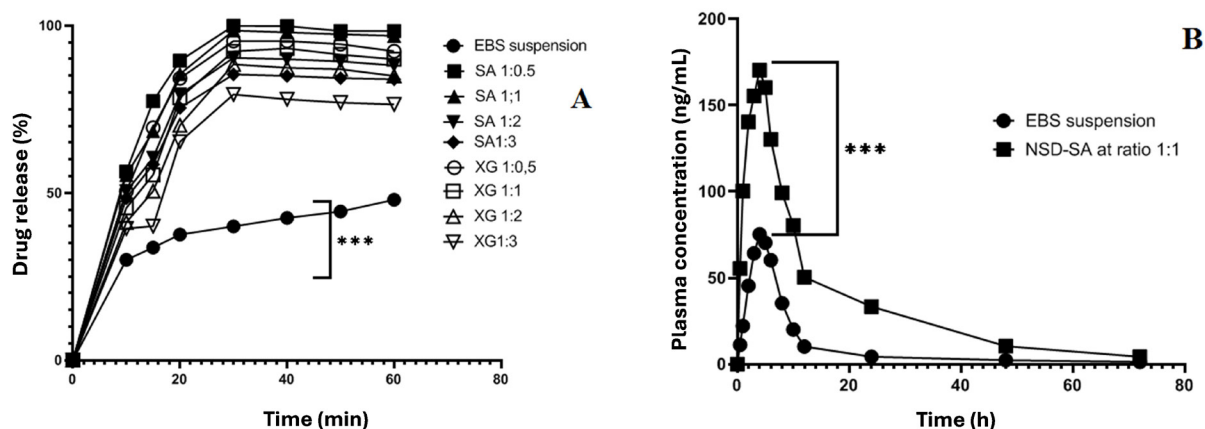 100
50
0
0
20
40
60
80
Drug release (%)
Time (min)
EBS suspension
SA 1:0.5
SA 1;1
SA 1:2
SA1:3
XG 1:0,5
XG 1:1
XG 1:2
XG1:3
***
A
200
150
100
50
0
0
20
40
60
80
Plasma concentration (ng/mL)
Time (h)
EBS suspension
NSD-SA at ratio 1:1
***
B